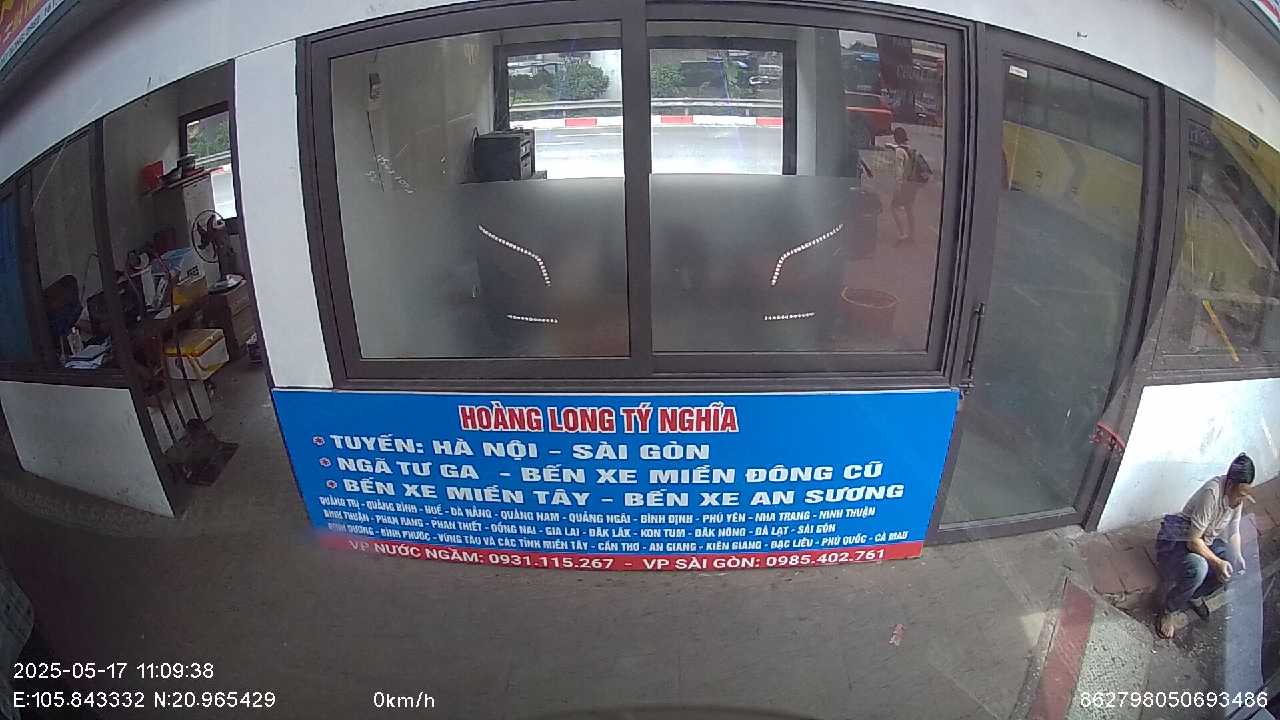 HOÀNG LONG TÝ NGHĨA
TUYẾN: HÀ NỘI - SÀI GÒN
NGÃ TƯ GA - BẾN XE MIỀN ĐÔNG CŨ
BẾN XE MIỀN TÂY - BẾN XE AN SƯƠNG
QUẢNG TRỊ - QUẢNG BÌNH - HUẾ - ĐÀ NẴNG - QUẢNG NAM - QUẢNG NGÃI - BÌNH ĐỊNH - PHÚ YÊN - NHA TRANG - NINH THUẬN
BÌNH THUẬN - PHAN RANG - PHAN THIẾT - ĐỒNG NAI - GIA LAI - ĐĂK LĂK - KON TUM - ĐĂK NÔNG - ĐÀ LẠT - SÀI GÒN
BÌNH DƯƠNG - BÌNH PHƯỚC - VŨNG TÀU VÀ CÁC TỈNH MIỀN TÂY - CẦN THƠ - AN GIANG - KIÊN GIANG - BẠC LIÊU - PHÚ QUỐC - CÀ MAU
VP NƯỚC NGẦM: 0931.115.267 - VP SÀI GÒN: 0985.402.761
2025-05-17 11:09:38
E:105.843332 N:20.965429 0km/h 862798050693486